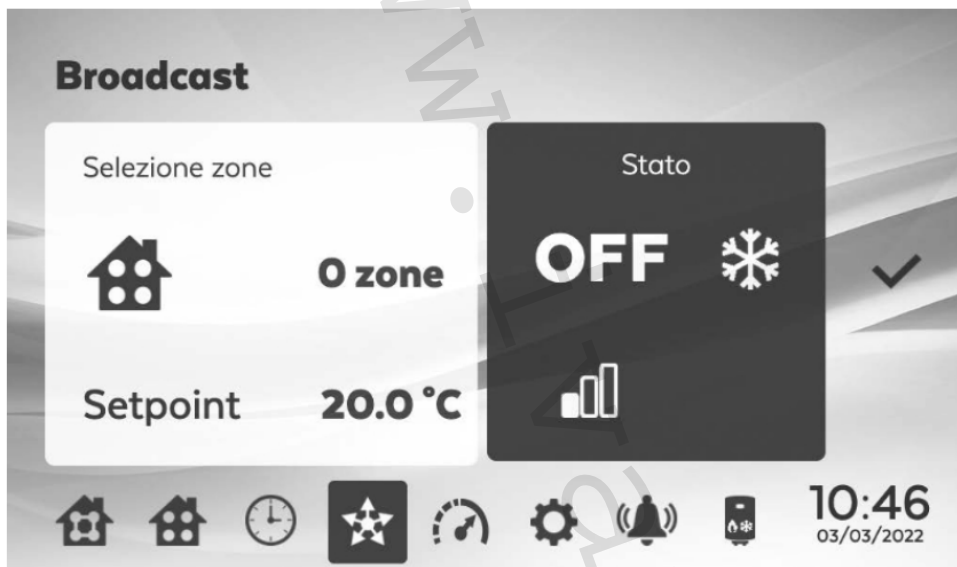 Broadcast
Selezione zone
0 zone
Setpoint 20.0 °C
Stato
OFF
10:46
03/03/2022